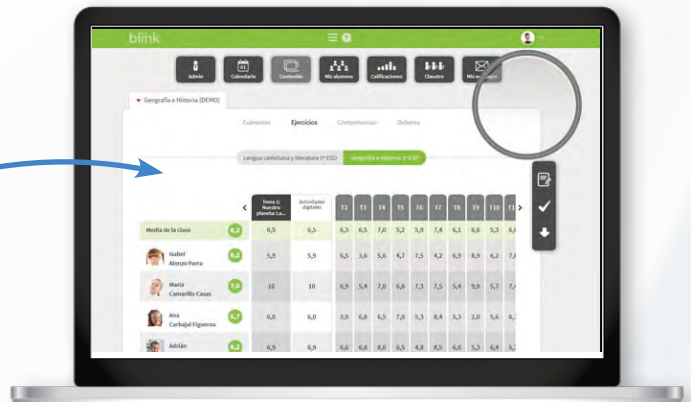 blink
Admin
Calendario
Contenido
Mis alumnos
Calificaciones
Claustro
Mis mensajes
Geografía e Historia (DEMO)
Exámenes Ejercicios Competencias Deberes
Lengua castellana y literatura 1º ESO Geografía e Historia 1º ESO
Tema 1: Nuestro planeta: La... Actividades digitales T2 T3 T4 T5 T6 T7 T8 T9 T10
Media de la clase 6,3 6,5 6,5 6,3 6,5 7,0 5,2 5,9 7,4 6,1 6,6 5,3
Isabel Alonzo Parra 6,2 5,9 5,9 6,5 3,6 5,6 4,7 7,5 4,2 6,9 8,9 6,2
María Camarillo Casas 7,0 10 10 6,9 5,4 7,0 6,8 7,3 7,5 5,4 9,0 5,7
Ana Carbajal Figueroa 5,7 6,0 6,0 3,9 6,8 6,5 7,0 5,3 8,4 5,3 2,8 5,6
Adrián 6,2 6,9 6,9 6,6 6,8 8,0 6,5 4,8 8,5 6,0 5,3 6,4